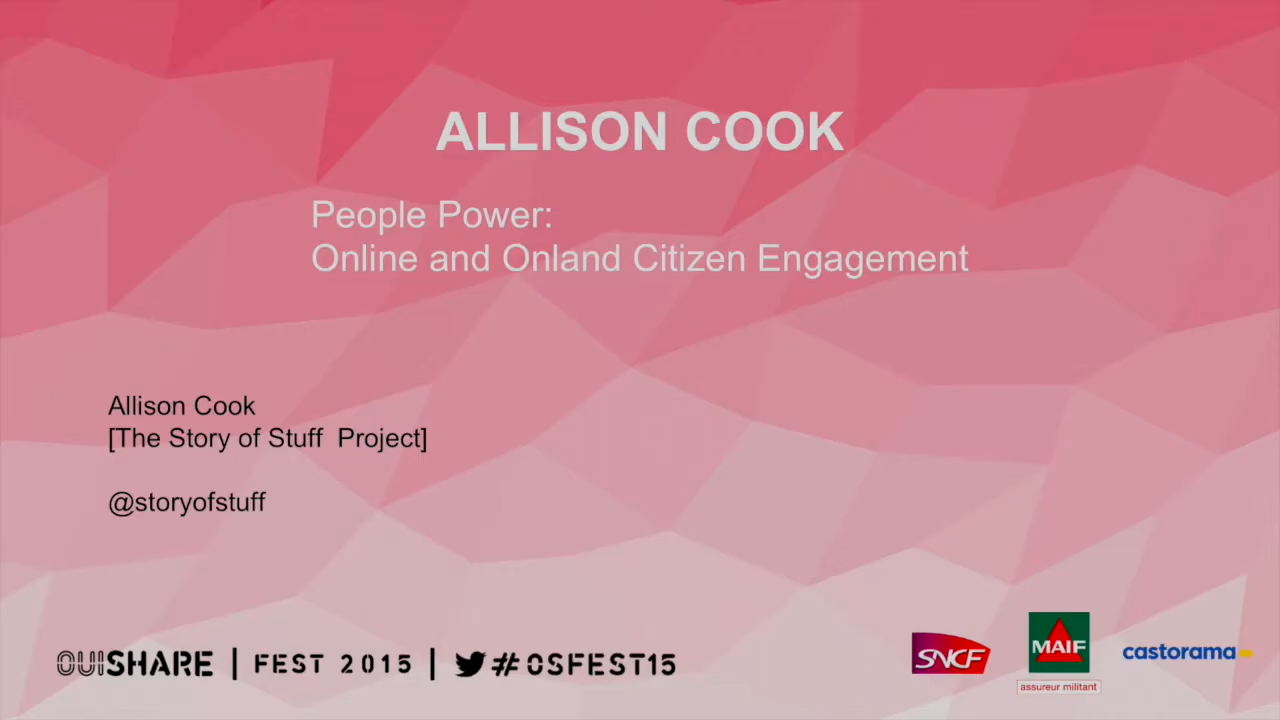 ALLISON COOK
People Power:
Online and Onland Citizen Engagement
Allison Cook
[The Story of Stuff Project]
@storyofstuff
OUISHARE | FEST 2015 | #OSFEST15
SNCF
MAIF
assureur militant
castorama